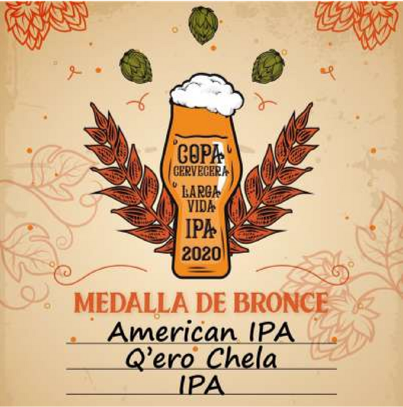 COPA
CERVECERA
LARGA
VIDA
IPA
2020
MEDALLA DE BRONCE
American IPA
Q'ero Chela
IPA